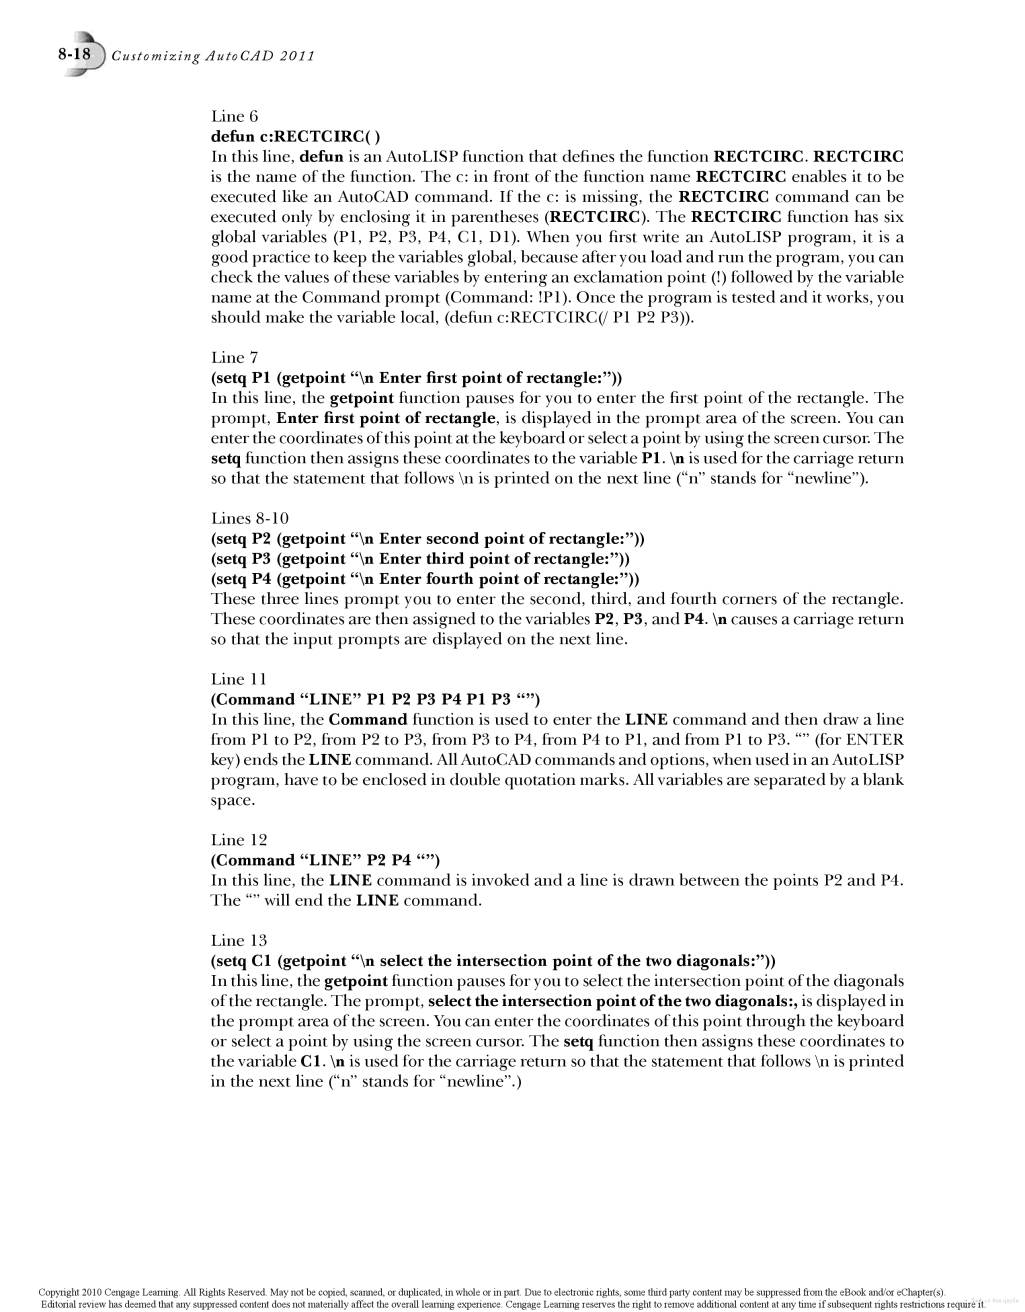 8-18
Customizing AutoCAD 2011
Line 6
defun c:RECTCIRC( )
In this line, defun is an AutoLISP function that defines the function RECTCIRC. RECTCIRC
is the name of the function. The c: in front of the function name RECTCIRC enables it to be
executed like an AutoCAD command. If the c: is missing, the RECTCIRC command can be
executed only by enclosing it in parentheses (RECTCIRC). The RECTCIRC function has six
global variables (P1, P2, P3, P4, C1, D1). When you first write an AutoLISP program, it is a
good practice to keep the variables global, because after you load and run the program, you can
check the values of these variables by entering an exclamation point (!) followed by the variable
name at the Command prompt (Command: !P1). Once the program is tested and it works, you
should make the variable local, (defun c:RECTCIRC(/ P1 P2 P3)).
Line 7
(setq P1 (getpoint “\n Enter first point of rectangle:”))
In this line, the getpoint function pauses for you to enter the first point of the rectangle. The
prompt, Enter first point of rectangle, is displayed in the prompt area of the screen. You can
enter the coordinates of this point at the keyboard or select a point by using the screen cursor. The
setq function then assigns these coordinates to the variable P1. \n is used for the carriage return
so that the statement that follows \n is printed on the next line (“n” stands for “newline”).
Lines 8-10
(setq P2 (getpoint “\n Enter second point of rectangle:”))
(setq P3 (getpoint “\n Enter third point of rectangle:”))
(setq P4 (getpoint “\n Enter fourth point of rectangle:”))
These three lines prompt you to enter the second, third, and fourth corners of the rectangle.
These coordinates are then assigned to the variables P2, P3, and P4. \n causes a carriage return
so that the input prompts are displayed on the next line.
Line 11
(Command “LINE” P1 P2 P3 P4 P1 P3 “”)
In this line, the Command function is used to enter the LINE command and then draw a line
from P1 to P2, from P2 to P3, from P3 to P4, from P4 to P1, and from P1 to P3. “” (for ENTER
key) ends the LINE command. All AutoCAD commands and options, when used in an AutoLISP
program, have to be enclosed in double quotation marks. All variables are separated by a blank
space.
Line 12
(Command “LINE” P2 P4 “”)
In this line, the LINE command is invoked and a line is drawn between the points P2 and P4.
The “” will end the LINE command.
Line 13
(setq C1 (getpoint “\n select the intersection point of the two diagonals:”))
In this line, the getpoint function pauses for you to select the intersection point of the diagonals
of the rectangle. The prompt, select the intersection point of the two diagonals:, is displayed in
the prompt area of the screen. You can enter the coordinates of this point through the keyboard
or select a point by using the screen cursor. The setq function then assigns these coordinates to
the variable C1. \n is used for the carriage return so that the statement that follows \n is printed
in the next line (“n” stands for “newline”.)
Copyright 2010 Cengage Learning. All Rights Reserved. May not be copied, scanned, or duplicated, in whole or in part. Due to electronic rights, some third party content may be suppressed from the eBook and/or eChapter(s).
Editorial review has deemed that any suppressed content does not materially affect the overall learning experience. Cengage Learning reserves the right to remove additional content at any time if subsequent rights restrictions require it.